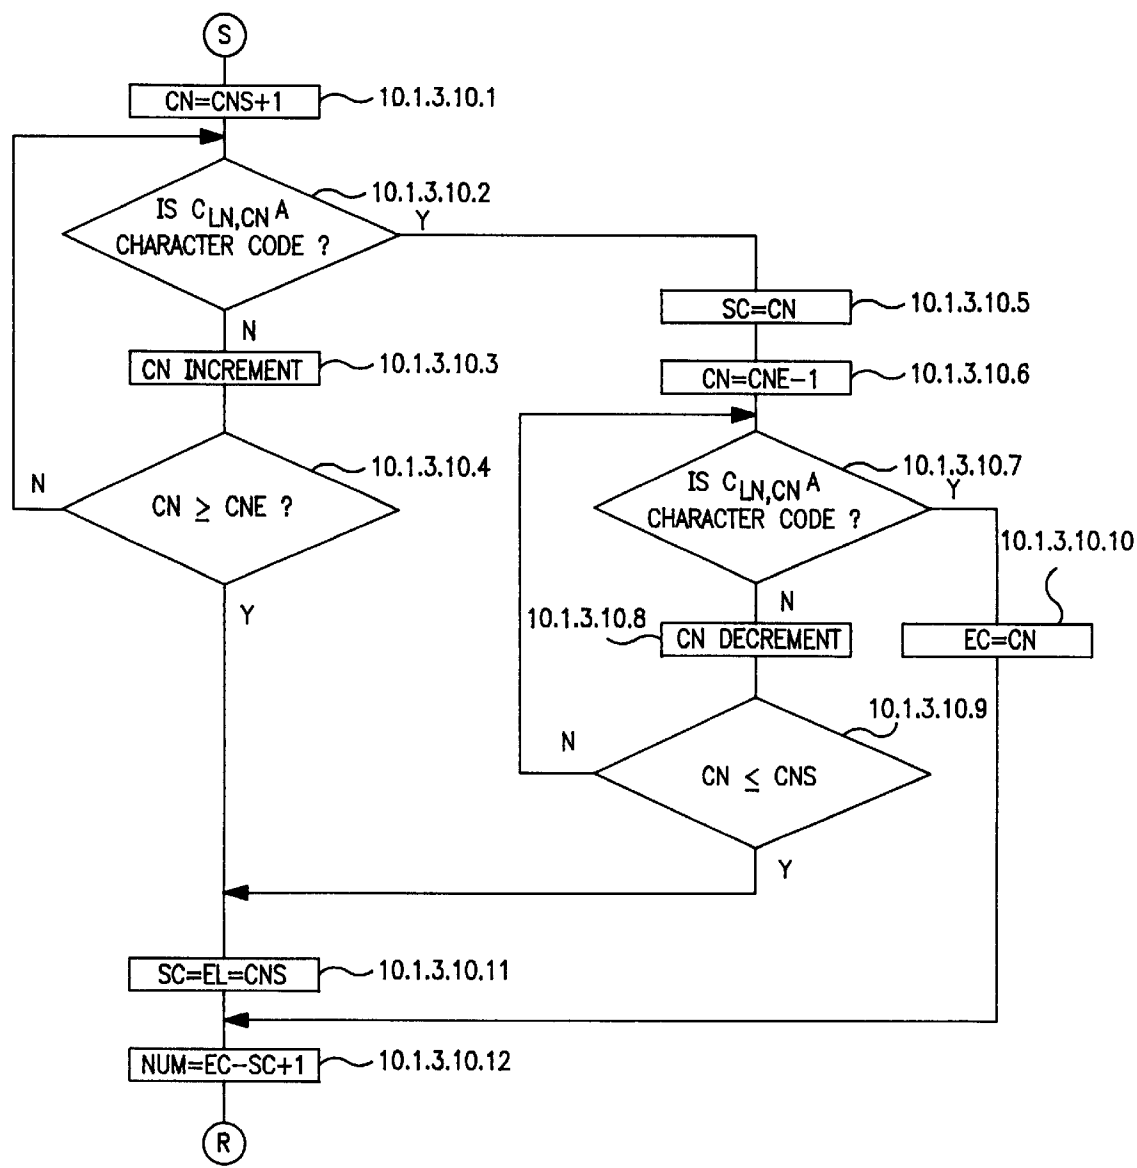 S
CN=CNS+1
10.1.3.10.1
10.1.3.10.2
IS C LN,CN A
CHARACTER CODE ?
Y
N
CN INCREMENT
10.1.3.10.3
10.1.3.10.4
N
CN ≥ CNE ?
Y
SC=CN
10.1.3.10.5
CN=CNE-1
10.1.3.10.6
10.1.3.10.7
IS C LN,CN A
CHARACTER CODE ?
Y
10.1.3.10.10
N
10.1.3.10.8
CN DECREMENT
EC=CN
10.1.3.10.9
N
CN ≤ CNS
Y
SC=EL=CNS
10.1.3.10.11
NUM=EC-SC+1
10.1.3.10.12
R